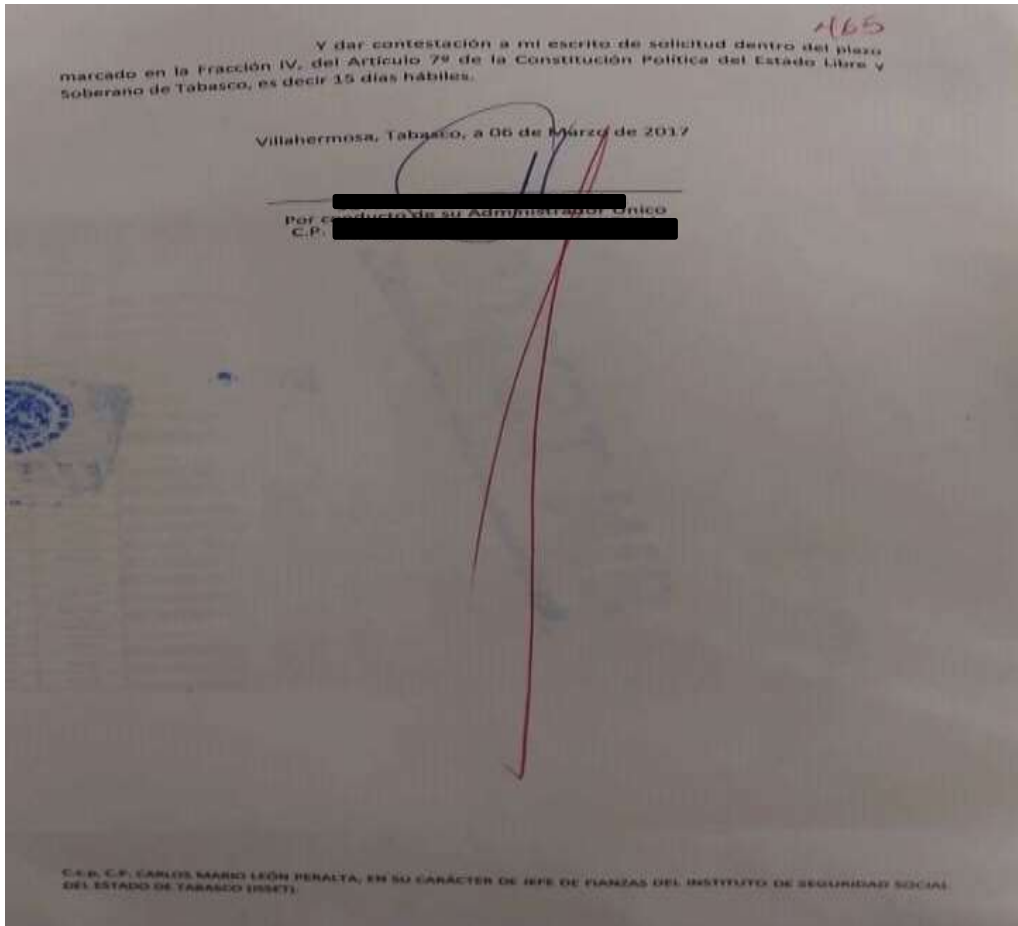 465
Y dar contestación a mi escrito de solicitud dentro del plazo
marcado en la Fracción IV, del Artículo 7º de la Constitución Política del Estado Libre y
Soberano de Tabasco, es decir 15 días hábiles.
Villahermosa, Tabasco, a 06 de Marzo de 2017
Por conducto de su Administrador Único
C.P.
C.c.p. C.P. CARLOS MARIO LEÓN PERALTA, EN SU CARÁCTER DE JEFE DE FIANZAS DEL INSTITUTO DE SEGURIDAD SOCIAL
DEL ESTADO DE TABASCO (ISSET).